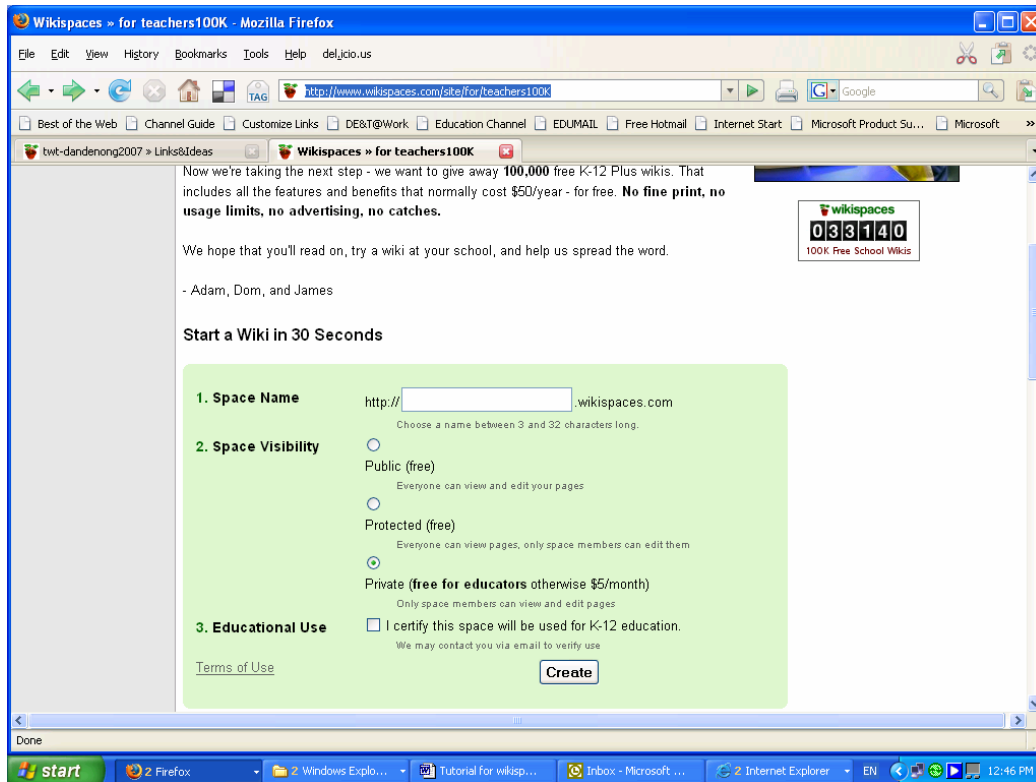 Wikispaces » for teachers100K - Mozilla Firefox
File Edit View History Bookmarks Tools Help del.icio.us
TAG http://www.wikispaces.com/site/for/teachers100K G Google
Best of the Web Channel Guide Customize Links DE&T@Work Education Channel EDUMAIL Free Hotmail Internet Start Microsoft Product Su... Microsoft »
twt-dandenong2007 » Links&Ideas Wikispaces » for teachers100K
Now we're taking the next step - we want to give away 100,000 free K-12 Plus wikis. That
includes all the features and benefits that normally cost $50/year - for free. No fine print, no
usage limits, no advertising, no catches.
wikispaces
033140
100K Free School Wikis
We hope that you'll read on, try a wiki at your school, and help us spread the word.
- Adam, Dom, and James
Start a Wiki in 30 Seconds
1. Space Name http:// .wikispaces.com
Choose a name between 3 and 32 characters long.
2. Space Visibility
Public (free)
Everyone can view and edit your pages
Protected (free)
Everyone can view pages, only space members can edit them
Private (free for educators otherwise $5/month)
Only space members can view and edit pages
3. Educational Use I certify this space will be used for K-12 education.
We may contact you via email to verify use
Terms of Use Create
Done
start 2 Firefox 2 Windows Explo... Tutorial for wikisp... Inbox - Microsoft ... 2 Internet Explorer EN 12:46 PM